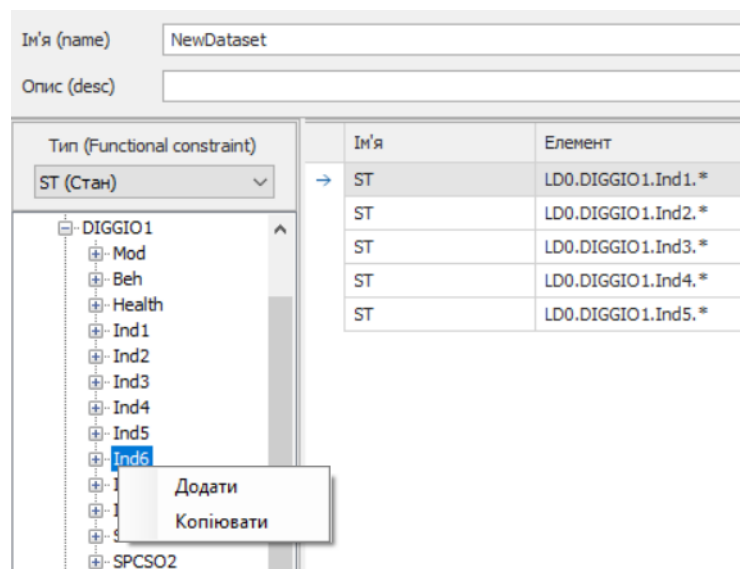 Ім'я (name)
NewDataset
Опис (desc)
Тип (Functional constraint)
ST (Стан)
DIGGIO1
Mod
Beh
Health
Ind1
Ind2
Ind3
Ind4
Ind5
Ind6
SPCSO2
Додати
Копіювати
Ім'я Елемент
ST LD0.DIGGIO1.Ind1.*
ST LD0.DIGGIO1.Ind2.*
ST LD0.DIGGIO1.Ind3.*
ST LD0.DIGGIO1.Ind4.*
ST LD0.DIGGIO1.Ind5.*